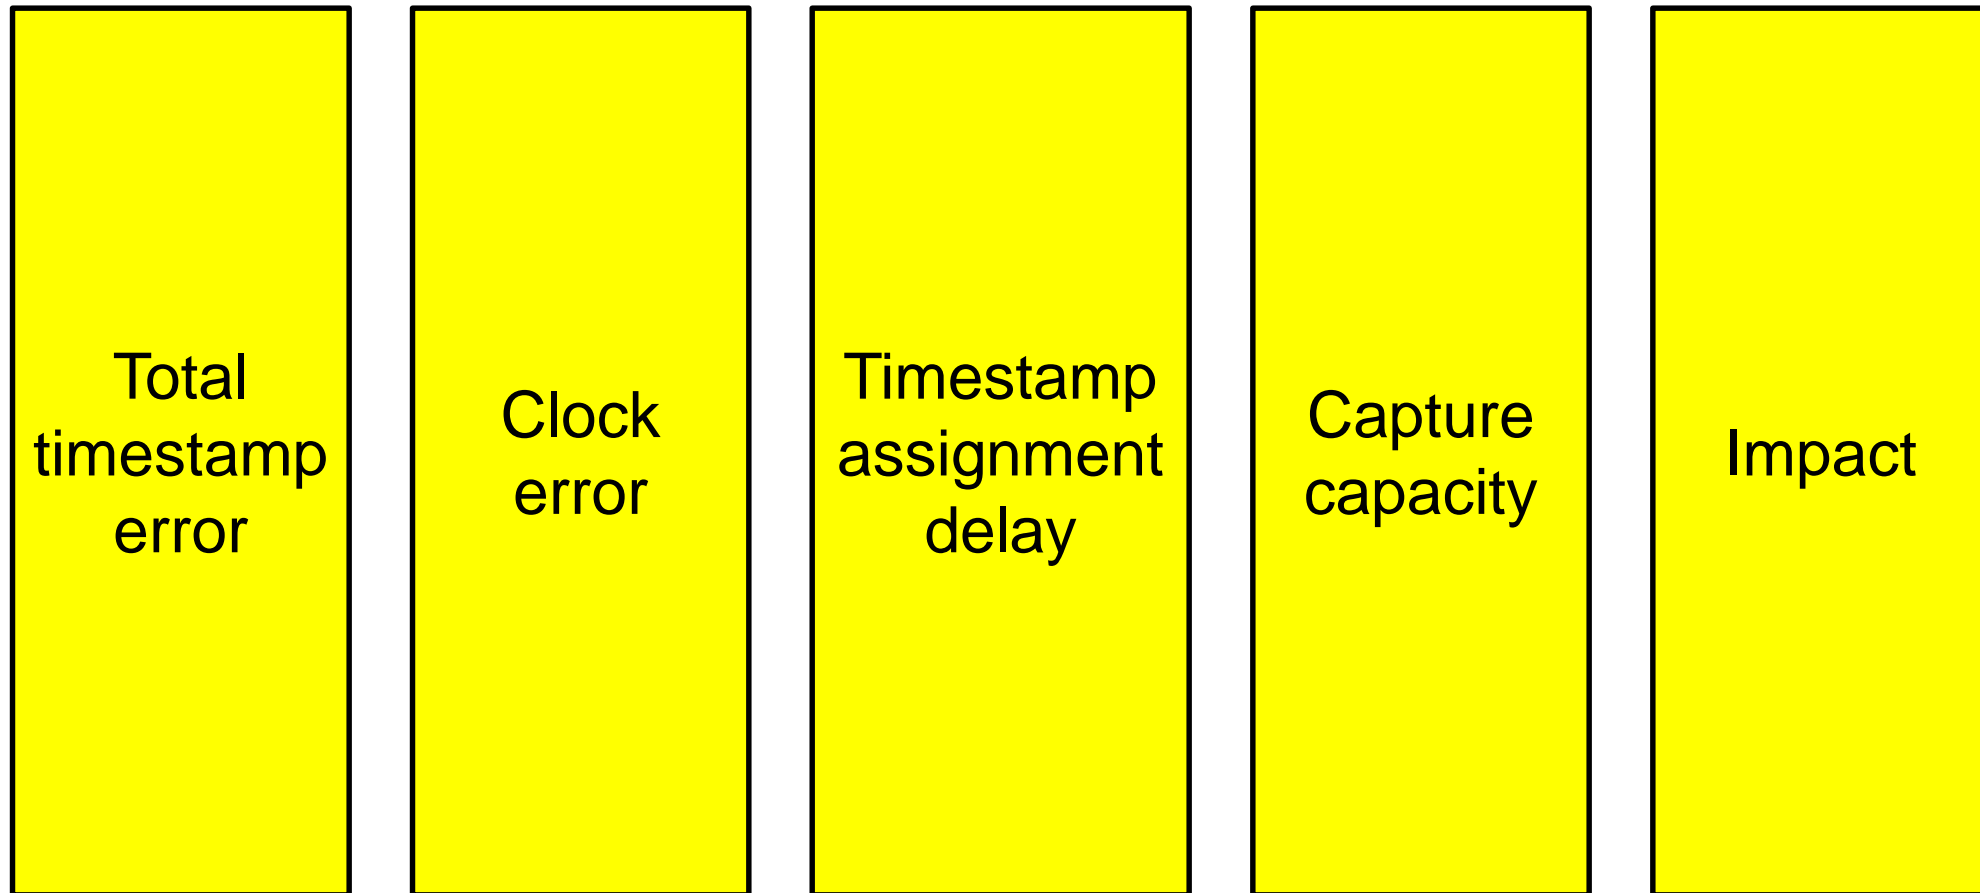 Total
timestamp
error
Clock
error
Timestamp
assignment
delay
Capture
capacity
Impact